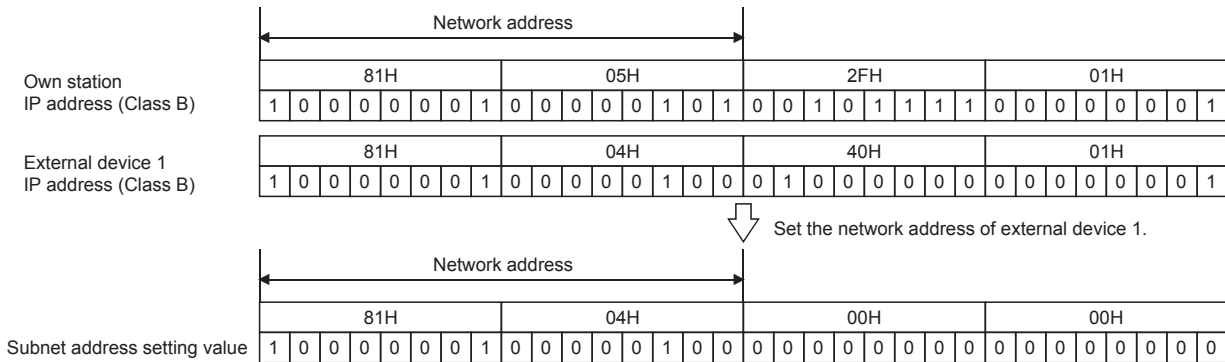 Network address
81H 05H 2FH 01H
Own station
IP address (Class B)
1 0 0 0 0 0 0 1 0 0 0 0 0 1 0 1 0 0 1 0 1 1 1 1 0 0 0 0 0 0 0 1
81H 04H 40H 01H
External device 1
IP address (Class B)
1 0 0 0 0 0 0 1 0 0 0 0 0 1 0 0 0 1 0 0 0 0 0 0 0 0 0 0 0 0 0 1
Set the network address of external device 1.
Network address
81H 04H 00H 00H
Subnet address setting value 1 0 0 0 0 0 0 1 0 0 0 0 0 1 0 0 0 0 0 0 0 0 0 0 0 0 0 0 0 0 0 0